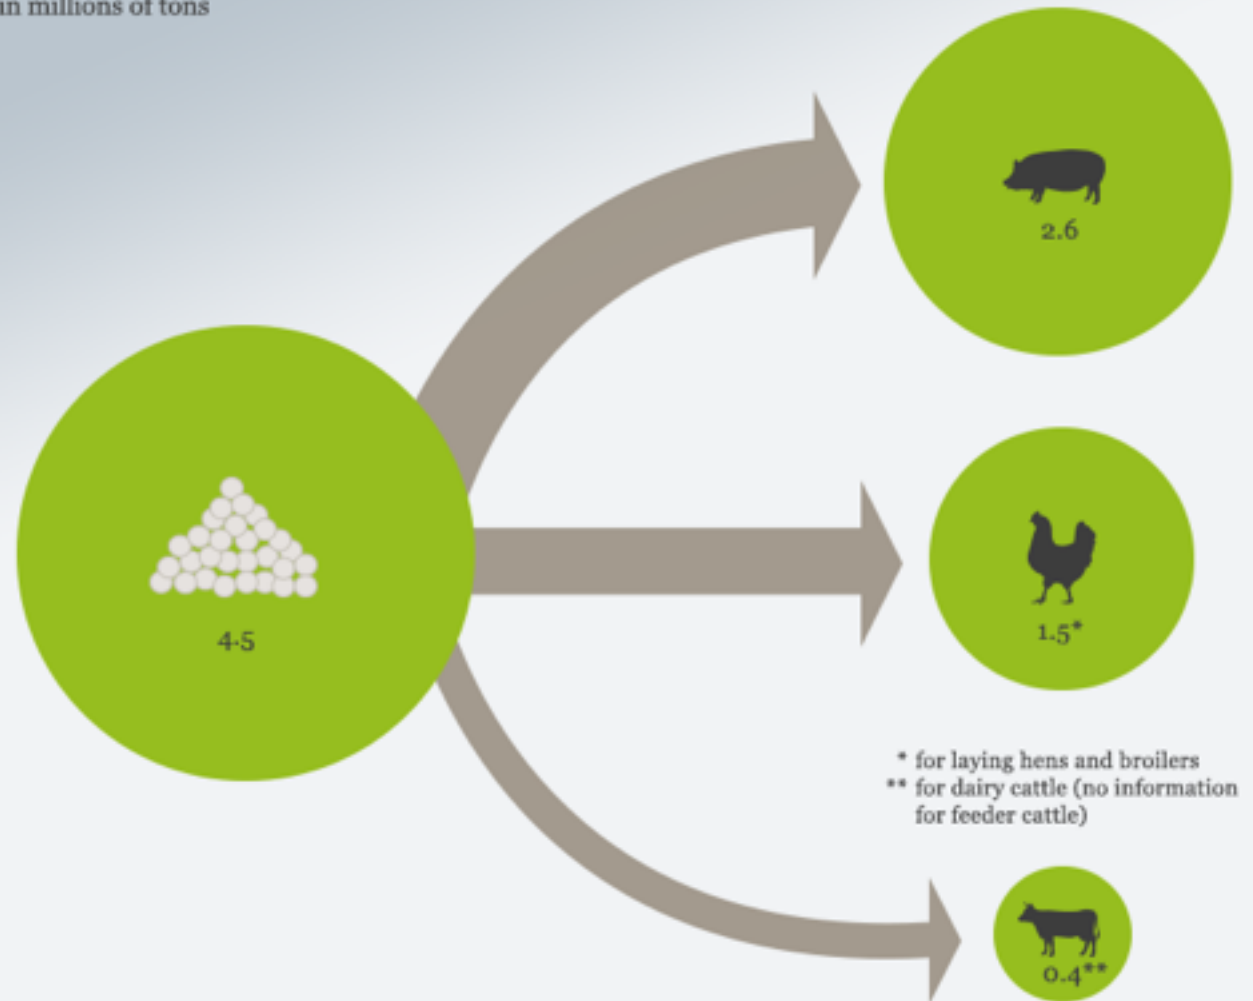 in millions of tons
2.6
4.5
1.5*
* for laying hens and broilers
** for dairy cattle (no information
for feeder cattle)
0.4**